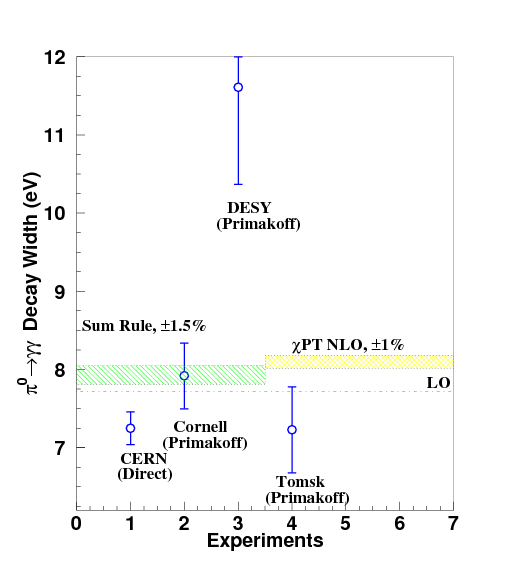 12
11
10
9
8
7
π⁰→γγ Decay Width (eV)
DESY
(Primakoff)
Sum Rule, ±1.5%
χPT NLO, ±1%
LO
Cornell
(Primakoff)
CERN
(Direct)
Tomsk
(Primakoff)
0 1 2 3 4 5 6 7
Experiments